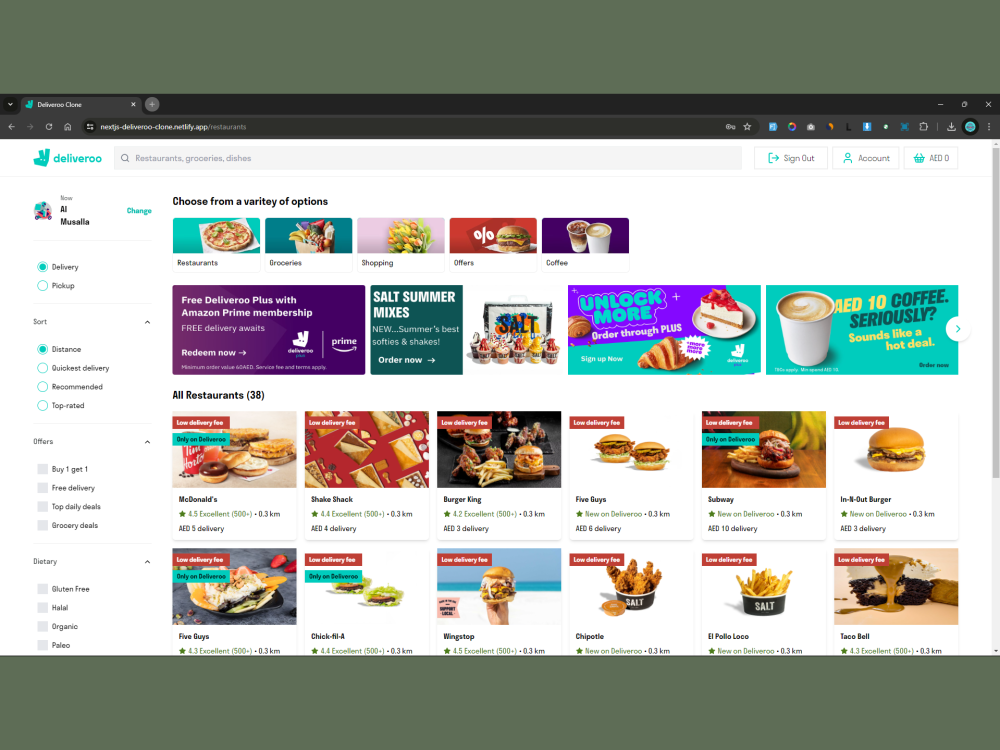 Deliveroo Clone
nextjs-deliveroo-clone.netlify.app/restaurants
deliveroo
Restaurants, groceries, dishes
Sign Out
Account
AED 0
Now
Al
Musalla
Change
Delivery
Pickup
Sort
Distance
Quickest delivery
Recommended
Top-rated
Offers
Buy 1 get 1
Free delivery
Top daily deals
Grocery deals
Dietary
Gluten Free
Halal
Organic
Paleo
Choose from a varitey of options
%
Restaurants
Groceries
Shopping
Offers
Coffee
Free Deliveroo Plus with
Amazon Prime membership
FREE delivery awaits
Redeem now →
deliveroo
plus
prime
Minimum order value 60AED. Service fee and terms apply.
SALT SUMMER
MIXES
NEW...Summer's best
softies & shakes!
Order now →
SALT
UNLOCK
MORE
Order through PLUS
Sign up Now
+more
more
more
deliveroo
plus
AED 10 COFFEE.
SERIOUSLY?
Sounds like a
hot deal.
Order now
All Restaurants (38)
Low delivery fee
Only on Deliveroo
Tim
Hortons
McDonald's
4.5 Excellent (500+) • 0.3 km
AED 5 delivery
Low delivery fee
Shake Shack
4.4 Excellent (500+) • 0.3 km
AED 4 delivery
Low delivery fee
Burger King
4.2 Excellent (500+) • 0.3 km
AED 3 delivery
Low delivery fee
Five Guys
New on Deliveroo • 0.3 km
AED 6 delivery
Low delivery fee
Only on Deliveroo
Subway
New on Deliveroo • 0.3 km
AED 10 delivery
Low delivery fee
In-N-Out Burger
New on Deliveroo • 0.3 km
AED 3 delivery
Low delivery fee
Only on Deliveroo
Five Guys
4.3 Excellent (500+) • 0.3 km
Low delivery fee
Only on Deliveroo
Chick-fil-A
4.4 Excellent (500+) • 0.3 km
Low delivery fee
SUPPORT
LOCAL
Wingstop
4.5 Excellent (500+) • 0.3 km
Low delivery fee
SALT
Chipotle
New on Deliveroo • 0.3 km
Low delivery fee
SALT
El Pollo Loco
New on Deliveroo • 0.3 km
Low delivery fee
Taco Bell
4.3 Excellent (500+) • 0.3 km